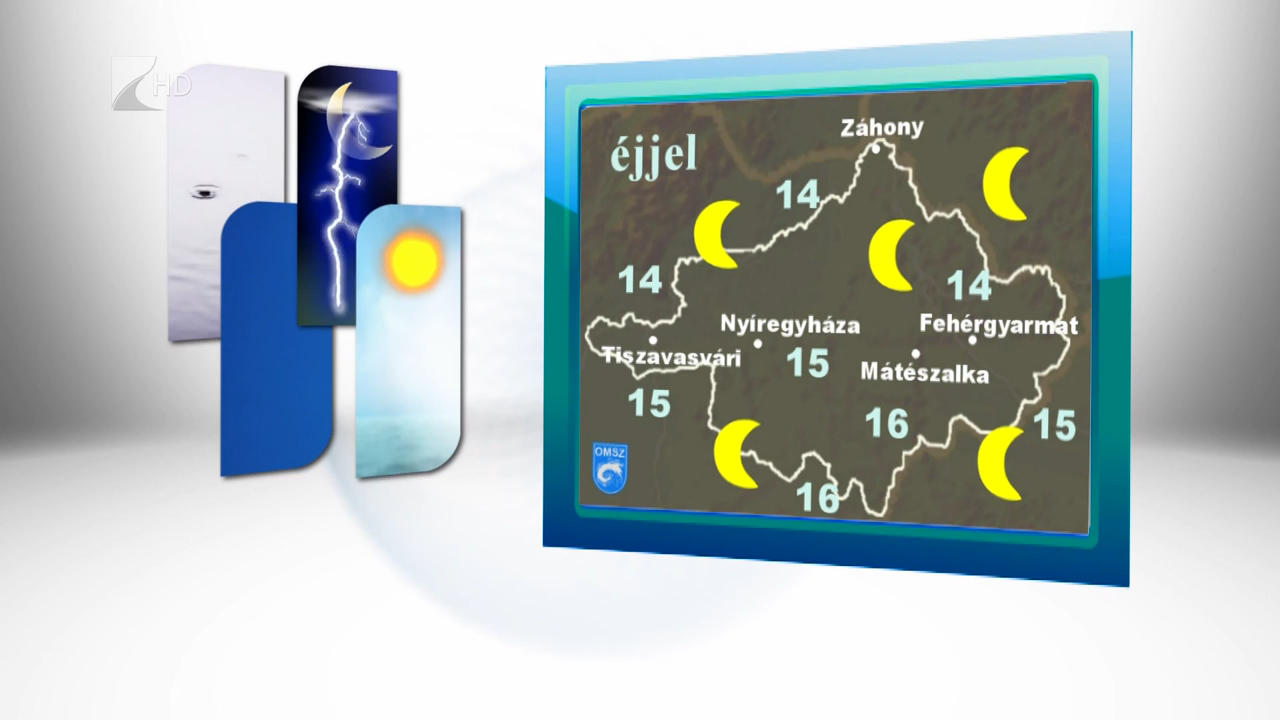 HD
éjjel
Záhony
14
14
14
Nyíregyháza
Fehérgyarmat
Tiszavasvári
15
Mátészalka
15
16
15
OMSZ
16